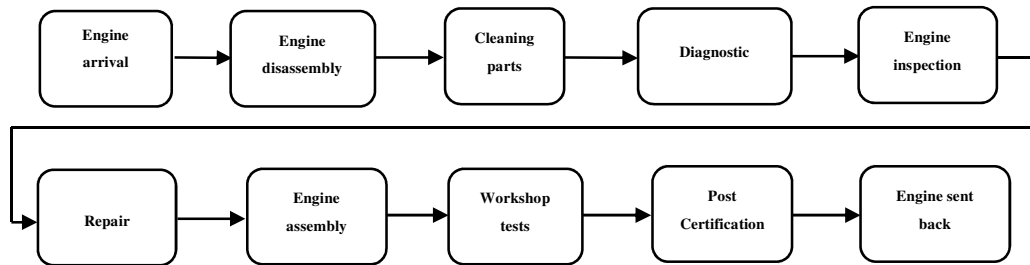 Engine
arrival
Engine
disassembly
Cleaning
parts
Diagnostic
Engine
inspection
Repair
Engine
assembly
Workshop
tests
Post
Certification
Engine sent
back